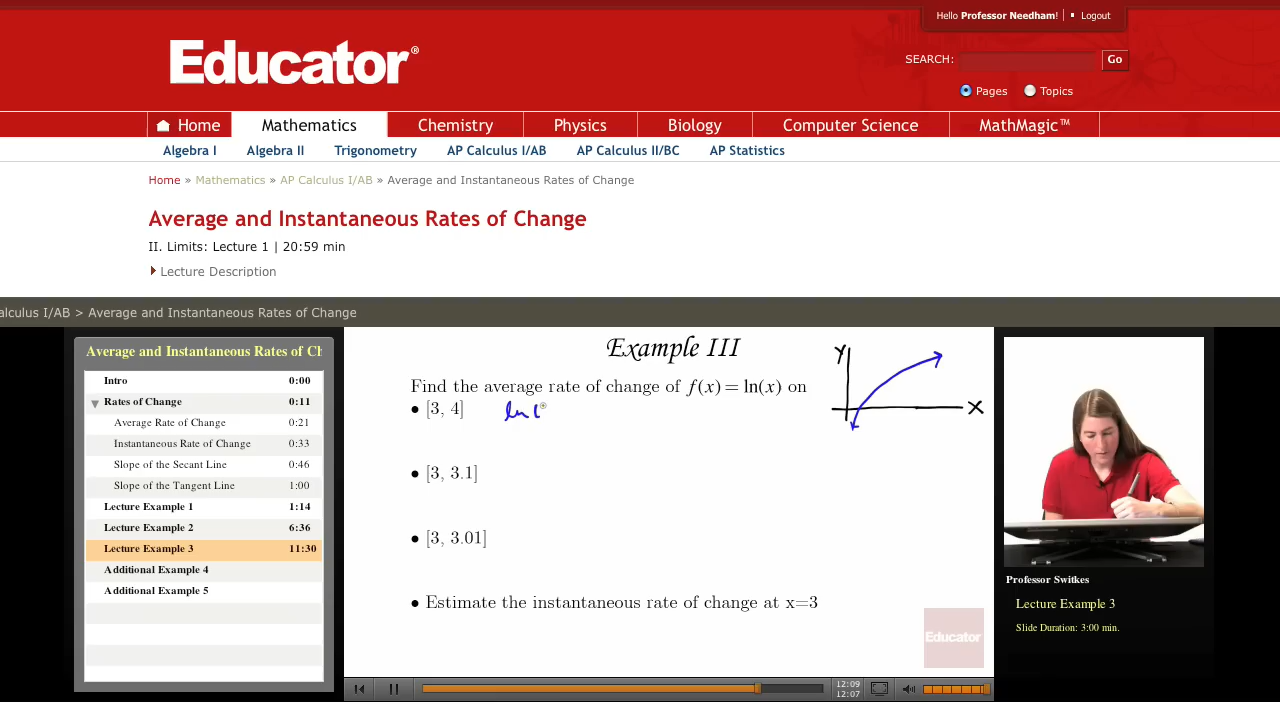 Hello Professor Needham! Logout
Educator®
SEARCH: Go
Pages Topics
Home Mathematics Chemistry Physics Biology Computer Science MathMagic™
Algebra I Algebra II Trigonometry AP Calculus I/AB AP Calculus II/BC AP Statistics
Home » Mathematics » AP Calculus I/AB » Average and Instantaneous Rates of Change
Average and Instantaneous Rates of Change
II. Limits: Lecture 1 | 20:59 min
Lecture Description
alculus I/AB > Average and Instantaneous Rates of Change
Average and Instantaneous Rates of Ch
Intro 0:00
Rates of Change 0:11
Average Rate of Change 0:21
Instantaneous Rate of Change 0:33
Slope of the Secant Line 0:46
Slope of the Tangent Line 1:00
Lecture Example 1 1:14
Lecture Example 2 6:36
Lecture Example 3 11:30
Additional Example 4
Additional Example 5
Example III
Find the average rate of change of f(x) = ln(x) on
• [3, 4] ln(
• [3, 3.1]
• [3, 3.01]
• Estimate the instantaneous rate of change at x=3
Y
X
Educator
12:09
12:07
Professor Switkes
Lecture Example 3
Slide Duration: 3:00 min.